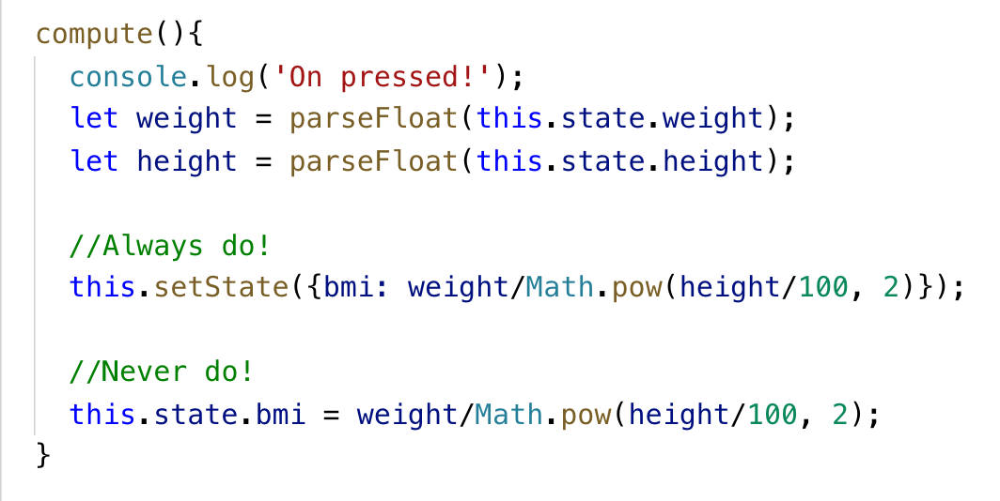 compute(){
console.log('On pressed!');
let weight = parseFloat(this.state.weight);
let height = parseFloat(this.state.height);
//Always do!
this.setState({bmi: weight/Math.pow(height/100, 2)});
//Never do!
this.state.bmi = weight/Math.pow(height/100, 2);
}